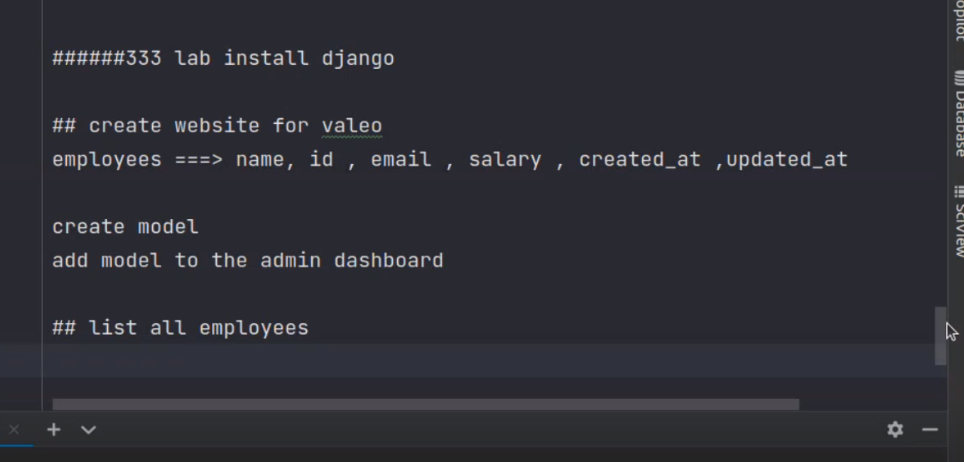 ######333 lab install django
## create website for valeo
employees ===> name, id , email , salary , created_at ,updated_at
create model
add model to the admin dashboard
## list all employees
Database
SciView